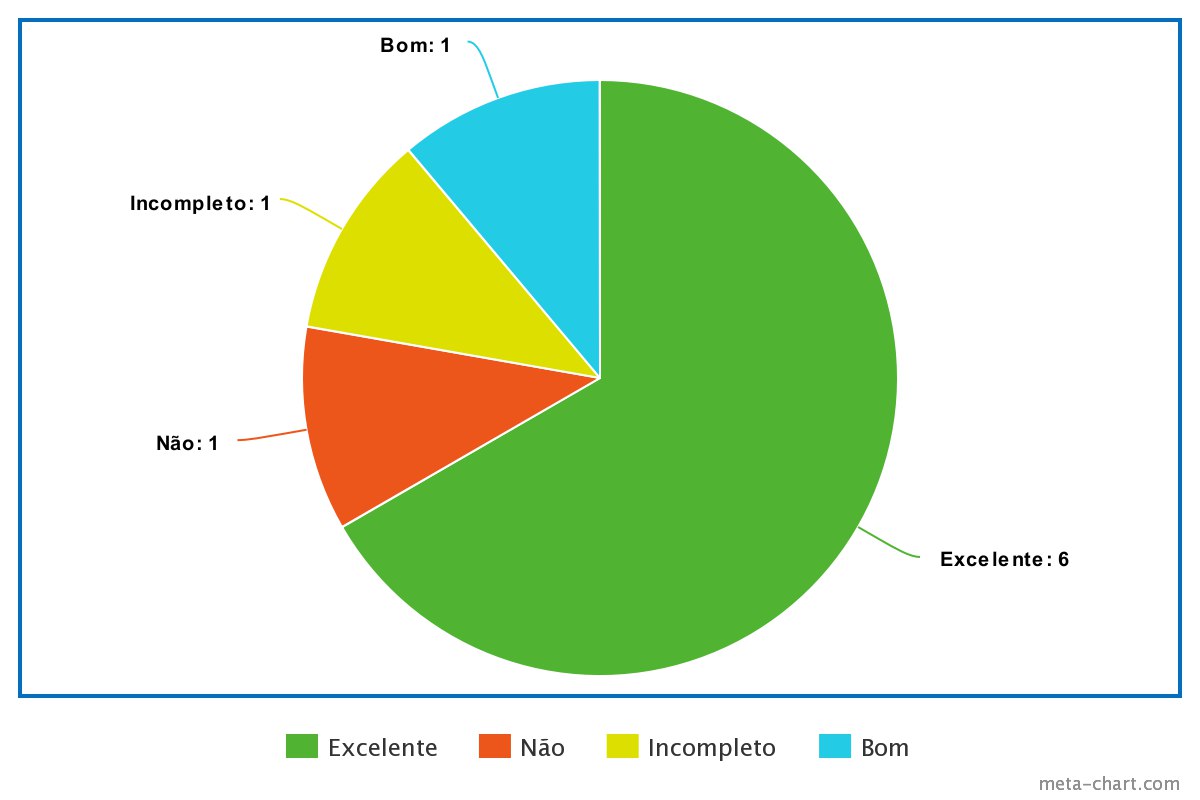 Bom: 1
Incompleto: 1
Não: 1
Excelente: 6
Excelente Não Incompleto Bom
meta-chart.com